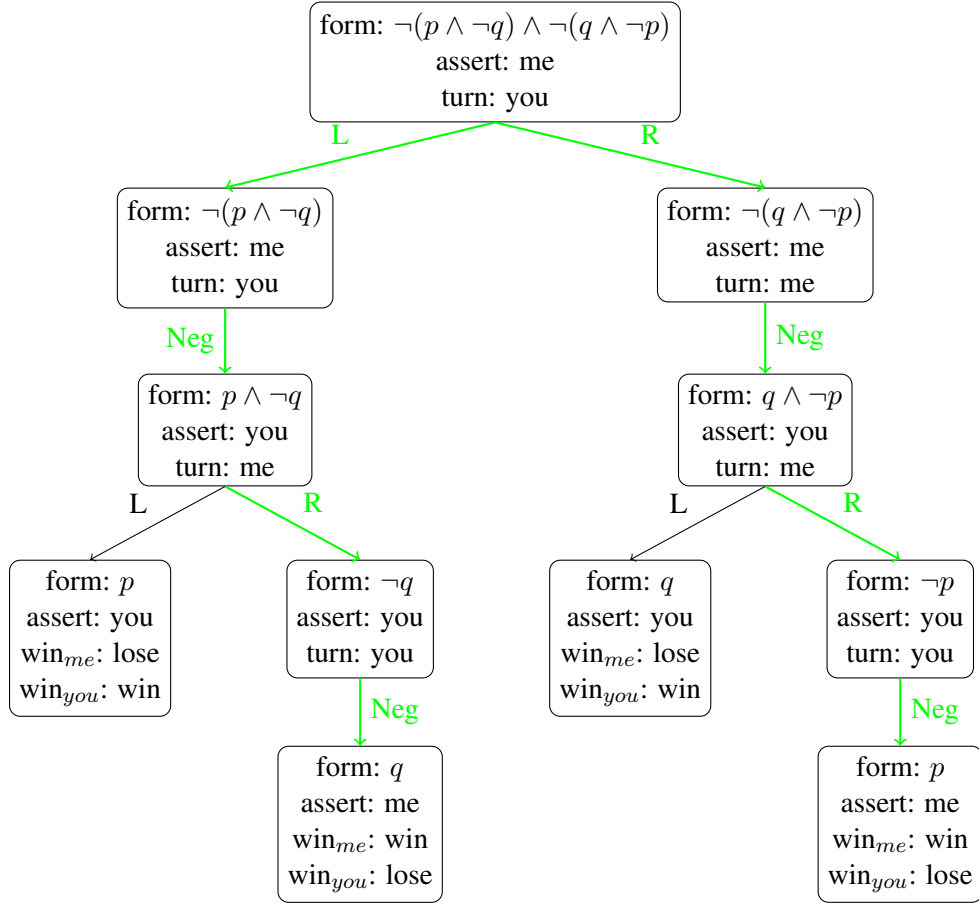 form: ¬(p ∧ ¬q) ∧ ¬(q ∧ ¬p)
assert: me
turn: you
L
R
form: ¬(p ∧ ¬q)
assert: me
turn: you
form: ¬(q ∧ ¬p)
assert: me
turn: me
Neg
Neg
form: p ∧ ¬q
assert: you
turn: me
form: q ∧ ¬p
assert: you
turn: me
L
R
L
R
form: p
assert: you
win_me: lose
win_you: win
form: ¬q
assert: you
turn: you
form: q
assert: you
win_me: lose
win_you: win
form: ¬p
assert: you
turn: you
Neg
Neg
form: q
assert: me
win_me: win
win_you: lose
form: p
assert: me
win_me: win
win_you: lose